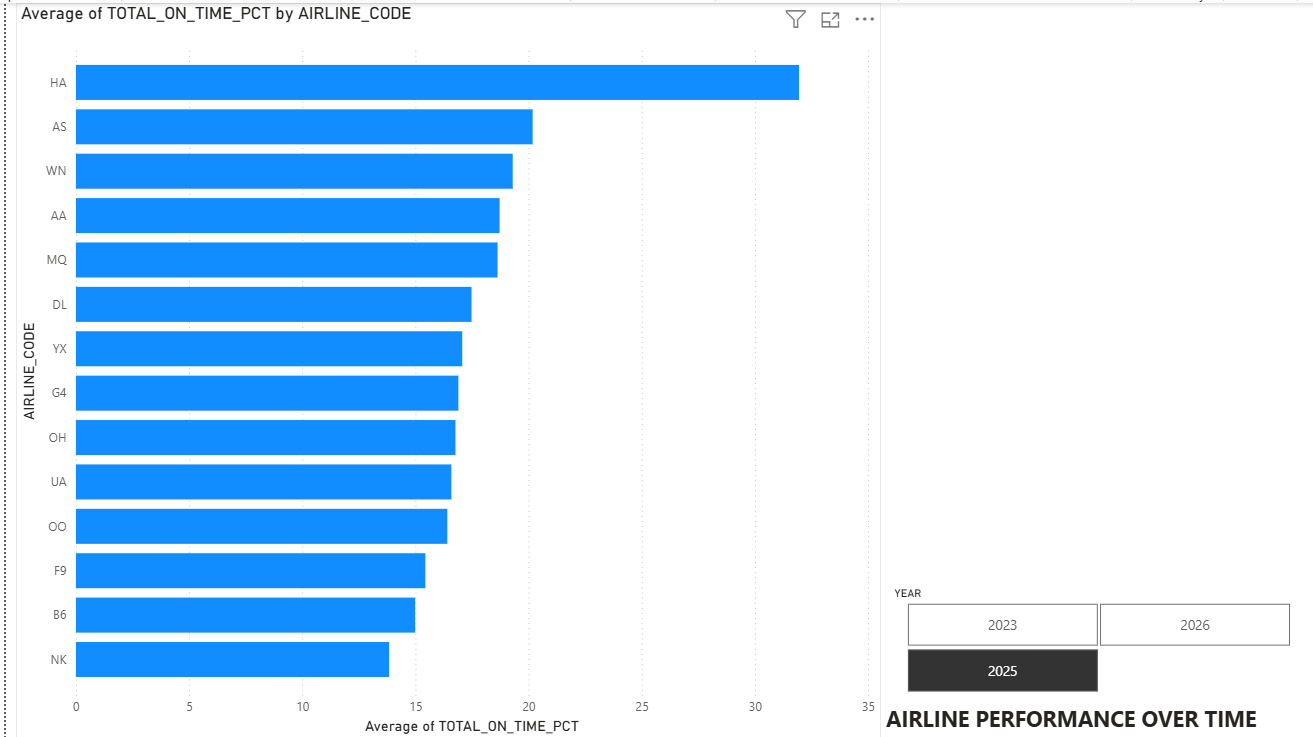 Average of TOTAL_ON_TIME_PCT by AIRLINE_CODE
AIRLINE_CODE
HA
AS
WN
AA
MQ
DL
YX
G4
OH
UA
OO
F9
B6
NK
0 5 10 15 20 25 30 35
Average of TOTAL_ON_TIME_PCT
YEAR
2023 2026
2025
AIRLINE PERFORMANCE OVER TIME